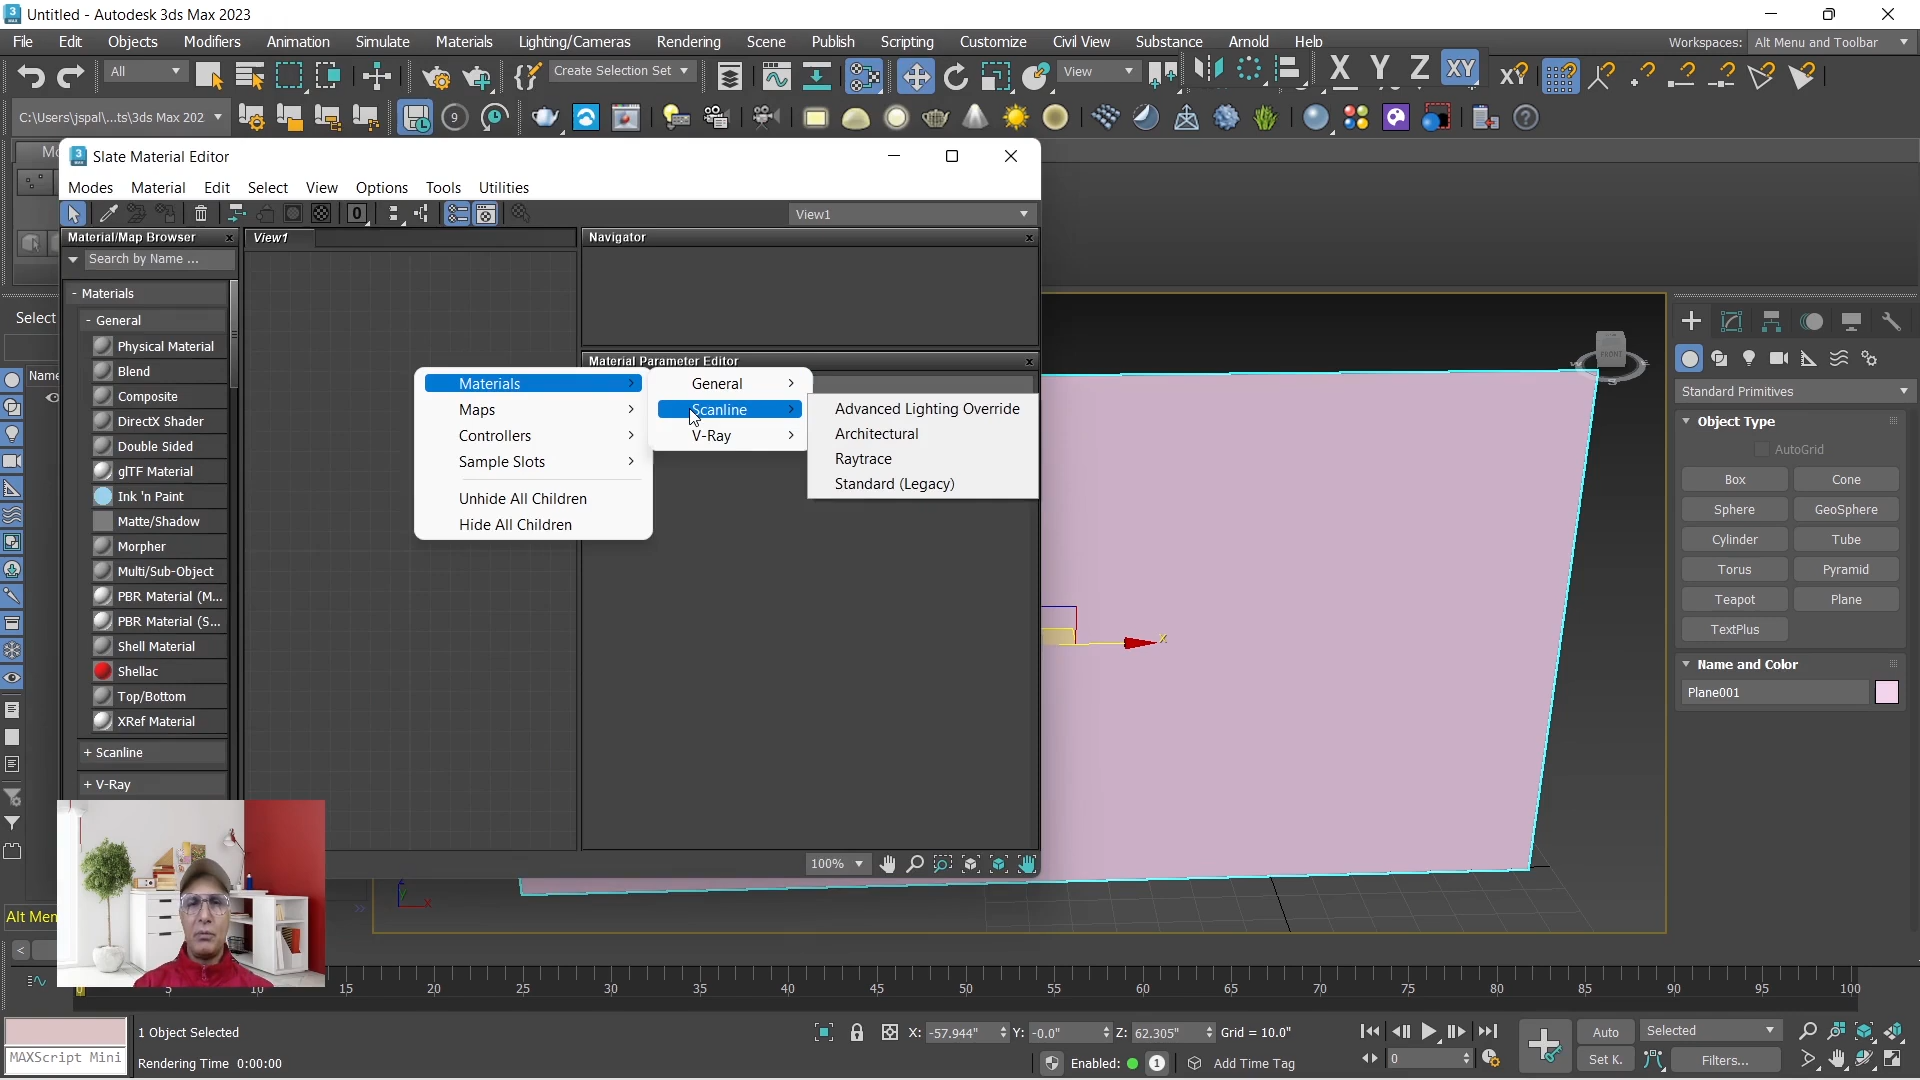 Untitled - Autodesk 3ds Max 2023
File Edit Objects Modifiers Animation Simulate Materials Lighting/Cameras Rendering Scene Publish Scripting Customize Civil View Substance Arnold Help Workspaces: Alt Menu and Toolbar
All Create Selection Set View X Y Z XY
C:\Users\jspal\...ts\3ds Max 202 9
Slate Material Editor
Modes Material Edit Select View Options Tools Utilities
0 View1
Material/Map Browser View1 Navigator
Search by Name ...
- Materials
- General
Physical Material
Blend
Composite
DirectX Shader
Double Sided
glTF Material
Ink 'n Paint
Matte/Shadow
Morpher
Multi/Sub-Object
PBR Material (M...
PBR Material (S...
Shell Material
Shellac
Top/Bottom
XRef Material
+ Scanline
+ V-Ray
Material Parameter Editor
Materials
Maps
Controllers
Sample Slots
Unhide All Children
Hide All Children
General
Scanline
V-Ray
Advanced Lighting Override
Architectural
Raytrace
Standard (Legacy)
100%
Select
Name
FRONT
W
S
x
Standard Primitives
Object Type
AutoGrid
Box Cone
Sphere GeoSphere
Cylinder Tube
Torus Pyramid
Teapot Plane
TextPlus
Name and Color
Plane001
Alt Men
0 5 10 15 20 25 30 35 40 45 50 55 60 65 70 75 80 85 90 95 100
1 Object Selected X: -57.944" Y: -0.0" Z: 62.305" Grid = 10.0" Auto Selected
MAXScript Mini Rendering Time 0:00:00 Enabled: 1 Add Time Tag 0 Set K. Filters...